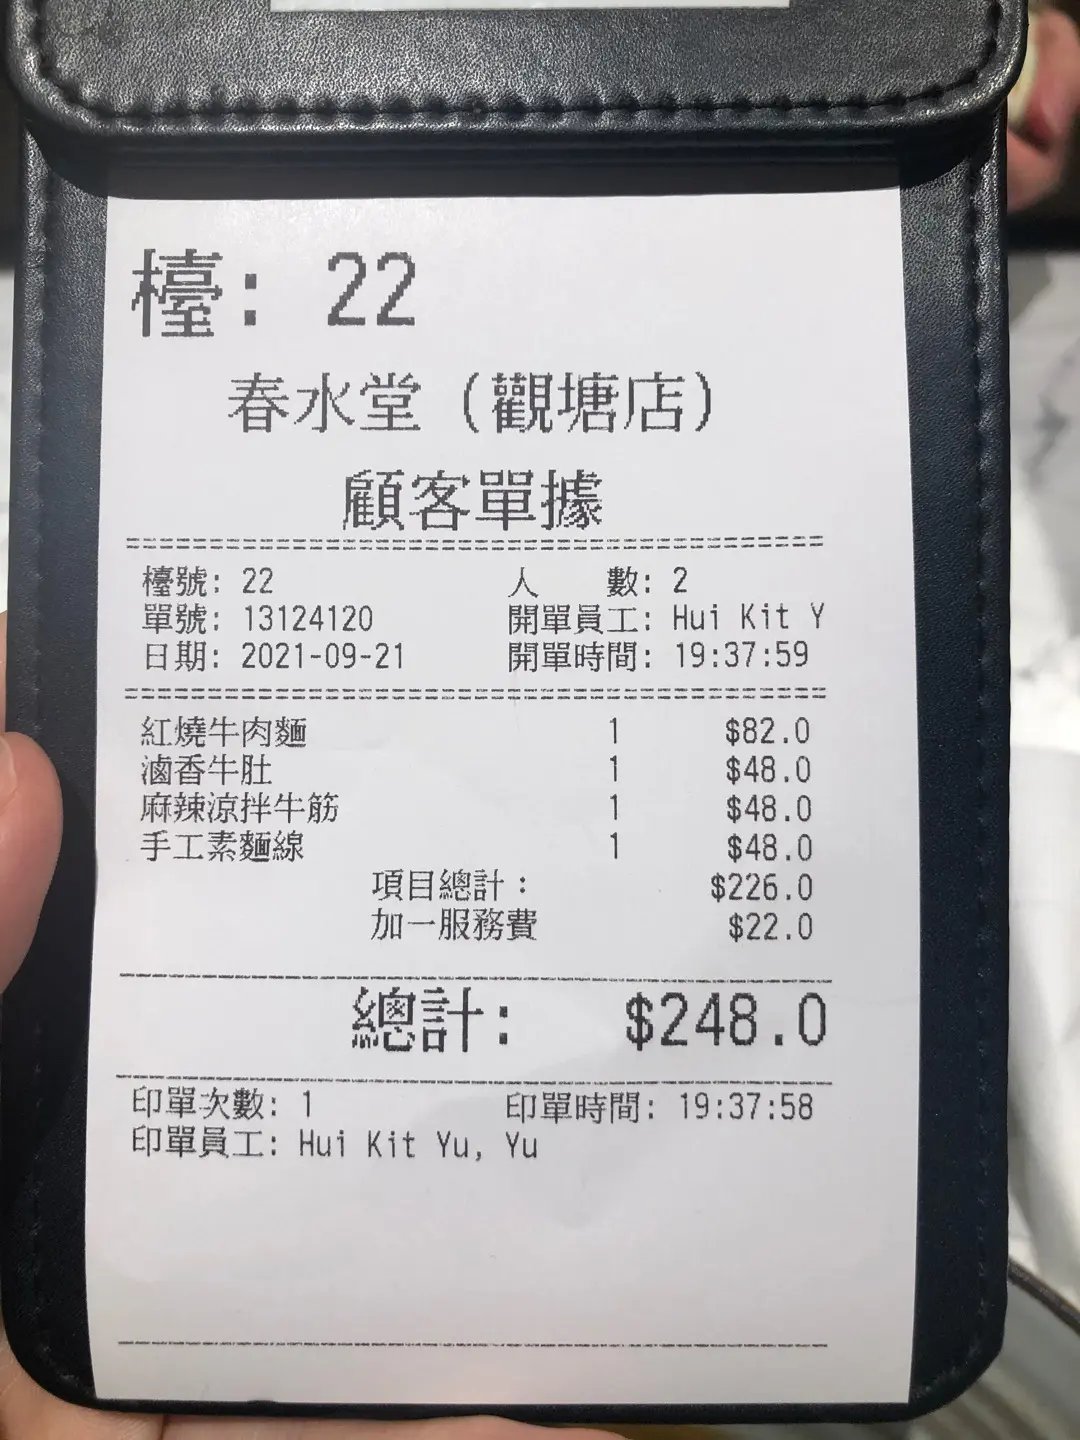 檯: 22
春水堂（觀塘店）
顧客單據
檯號: 22 人 數: 2
單號: 13124120 開單員工: Hui Kit Y
日期: 2021-09-21 開單時間: 19:37:59
紅燒牛肉麵 1 $82.0
滷香牛肚 1 $48.0
麻辣涼拌牛筋 1 $48.0
手工素麵線 1 $48.0
項目總計： $226.0
加一服務費 $22.0
總計: $248.0
印單次數: 1 印單時間: 19:37:58
印單員工: Hui Kit Yu, Yu